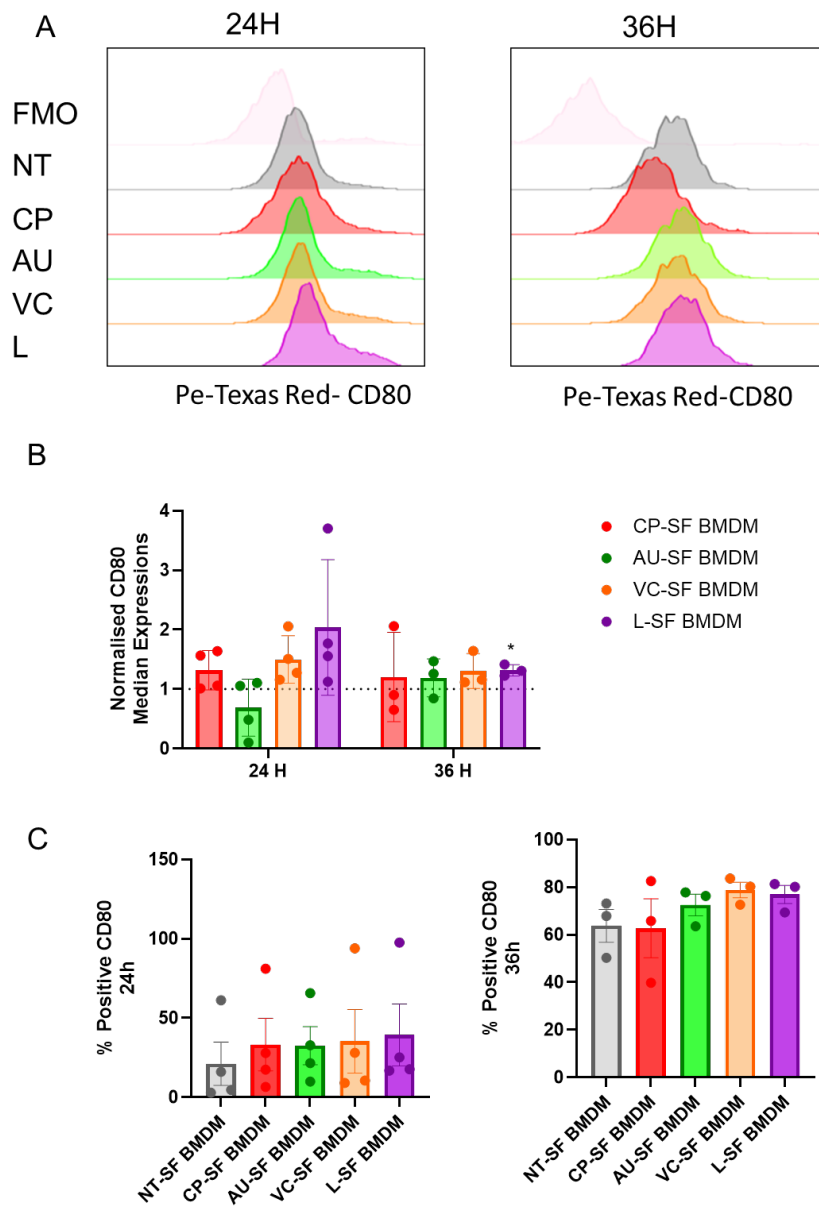 A
24H
36H
FMO
NT
CP
AU
VC
L
Pe-Texas Red- CD80
Pe-Texas Red-CD80
B
Normalised CD80
Median Expressions
4
3
2
1
0
24 H
36 H
*
CP-SF BMDM
AU-SF BMDM
VC-SF BMDM
L-SF BMDM
C
% Positive CD80
24h
150
100
50
0
NT-SF BMDM
CP-SF BMDM
AU-SF BMDM
VC-SF BMDM
L-SF BMDM
% Positive CD80
36h
100
80
60
40
20
0
NT-SF BMDM
CP-SF BMDM
AU-SF BMDM
VC-SF BMDM
L-SF BMDM